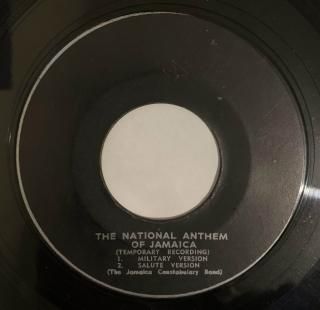 THE NATIONAL ANTHEM
OF JAMAICA
(TEMPORARY RECORDING)
1. MILITARY VERSION
2. SALUTE VERSION
(The Jamaica Constabulary Band)